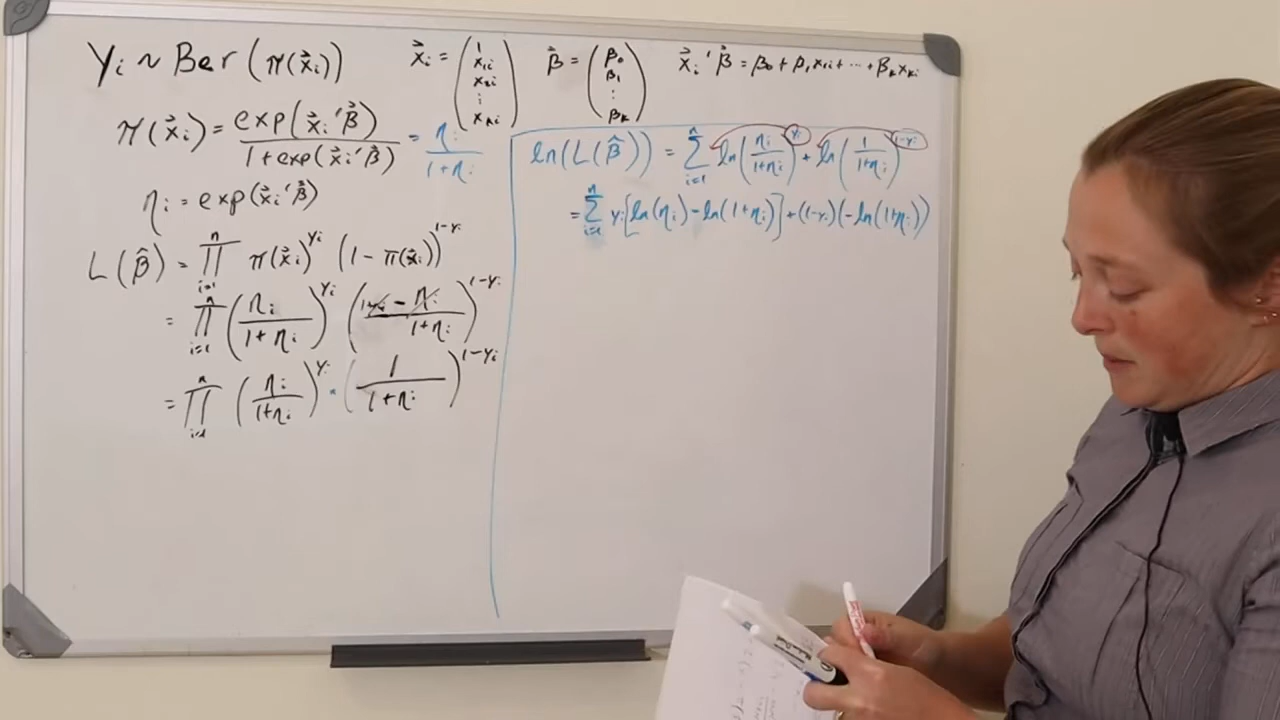 Yᵢ ~ Ber(π(x⃗ᵢ))
x⃗ᵢ = (1, x₁ᵢ, x₂ᵢ, ⋮, xₖᵢ)
β⃗ = (β₀, β₁, ⋮, βₖ)
x⃗ᵢ'β⃗ = β₀ + β₁x₁ᵢ + ⋯ + βₖxₖᵢ
π(x⃗ᵢ) = exp(x⃗ᵢ'β⃗) / (1 + exp(x⃗ᵢ'β⃗)) = ηᵢ / (1 + ηᵢ)
ηᵢ = exp(x⃗ᵢ'β⃗)
L(β⃗) = ∏ᵢ₌₁ⁿ π(x⃗ᵢ)^yᵢ (1 − π(x⃗ᵢ))^(1−yᵢ)
= ∏ᵢ₌₁ⁿ (ηᵢ / (1 + ηᵢ))^yᵢ ((1+ηᵢ − ηᵢ) / (1+ηᵢ))^(1−yᵢ)
= ∏ᵢ₌₁ⁿ (ηᵢ / (1+ηᵢ))^yᵢ · (1 / (1+ηᵢ))^(1−yᵢ)
ln(L(β⃗)) = ∑ᵢ₌₁ⁿ ln(ηᵢ / (1+ηᵢ))^yᵢ + ln(1 / (1+ηᵢ))^(1−yᵢ)
= ∑ᵢ₌₁ⁿ yᵢ[ln(ηᵢ) − ln(1+ηᵢ)] + (1−yᵢ)(−ln(1+ηᵢ))